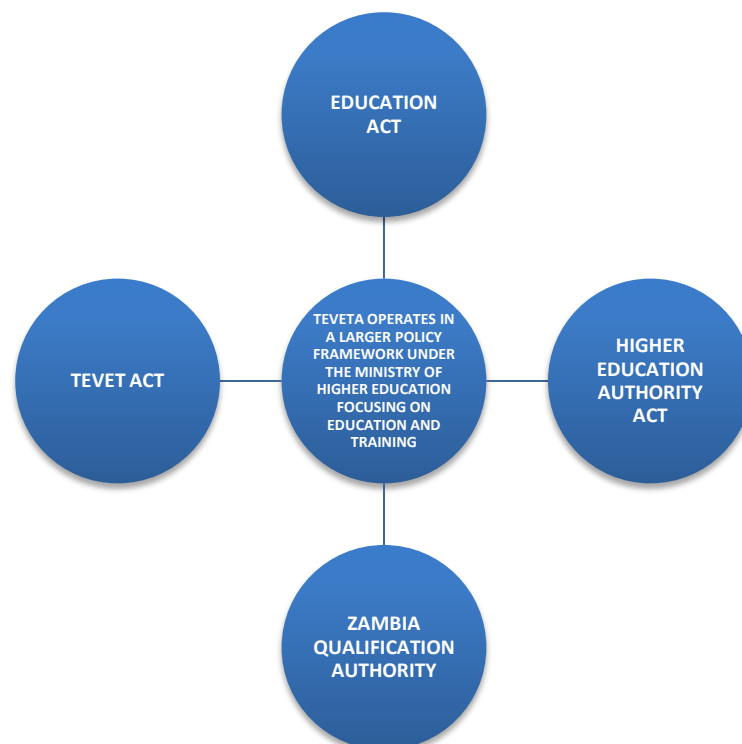 EDUCATION
ACT
TEVET ACT
TEVETA OPERATES IN
A LARGER POLICY
FRAMEWORK UNDER
THE MINISTRY OF
HIGHER EDUCATION
FOCUSING ON
EDUCATION AND
TRAINING
HIGHER
EDUCATION
AUTHORITY
ACT
ZAMBIA
QUALIFICATION
AUTHORITY